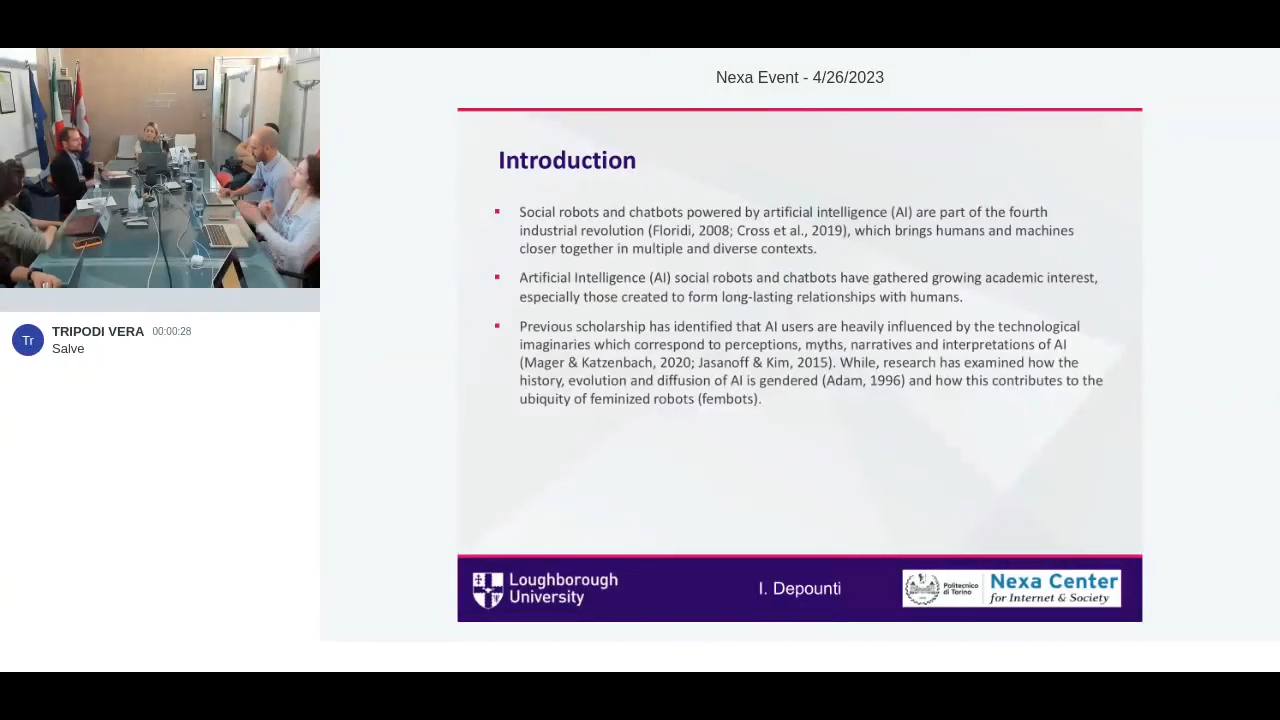 Nexa Event - 4/26/2023
Introduction
Social robots and chatbots powered by artificial intelligence (AI) are part of the fourth
industrial revolution (Floridi, 2008; Cross et al., 2019), which brings humans and machines
closer together in multiple and diverse contexts.
Artificial Intelligence (AI) social robots and chatbots have gathered growing academic interest,
especially those created to form long-lasting relationships with humans.
Previous scholarship has identified that AI users are heavily influenced by the technological
imaginaries which correspond to perceptions, myths, narratives and interpretations of AI
(Mager & Katzenbach, 2020; Jasanoff & Kim, 2015). While, research has examined how the
history, evolution and diffusion of AI is gendered (Adam, 1996) and how this contributes to the
ubiquity of feminized robots (fembots).
Loughborough
University
I. Depounti
Politecnico
di Torino
Nexa Center
for Internet & Society
Tr
TRIPODI VERA 00:00:28
Salve